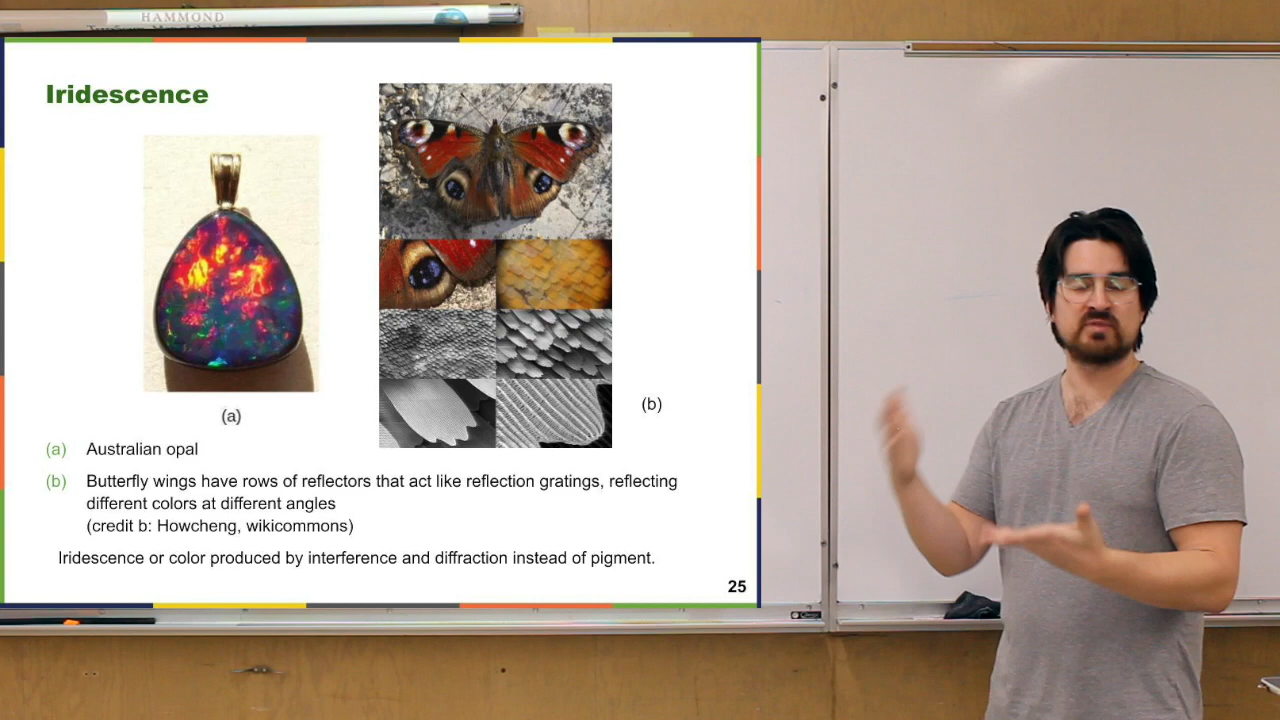 HAMMOND
Iridescence
(a)
(b)
(a) Australian opal
(b) Butterfly wings have rows of reflectors that act like reflection gratings, reflecting
different colors at different angles
(credit b: Howcheng, wikicommons)
Iridescence or color produced by interference and diffraction instead of pigment.
25